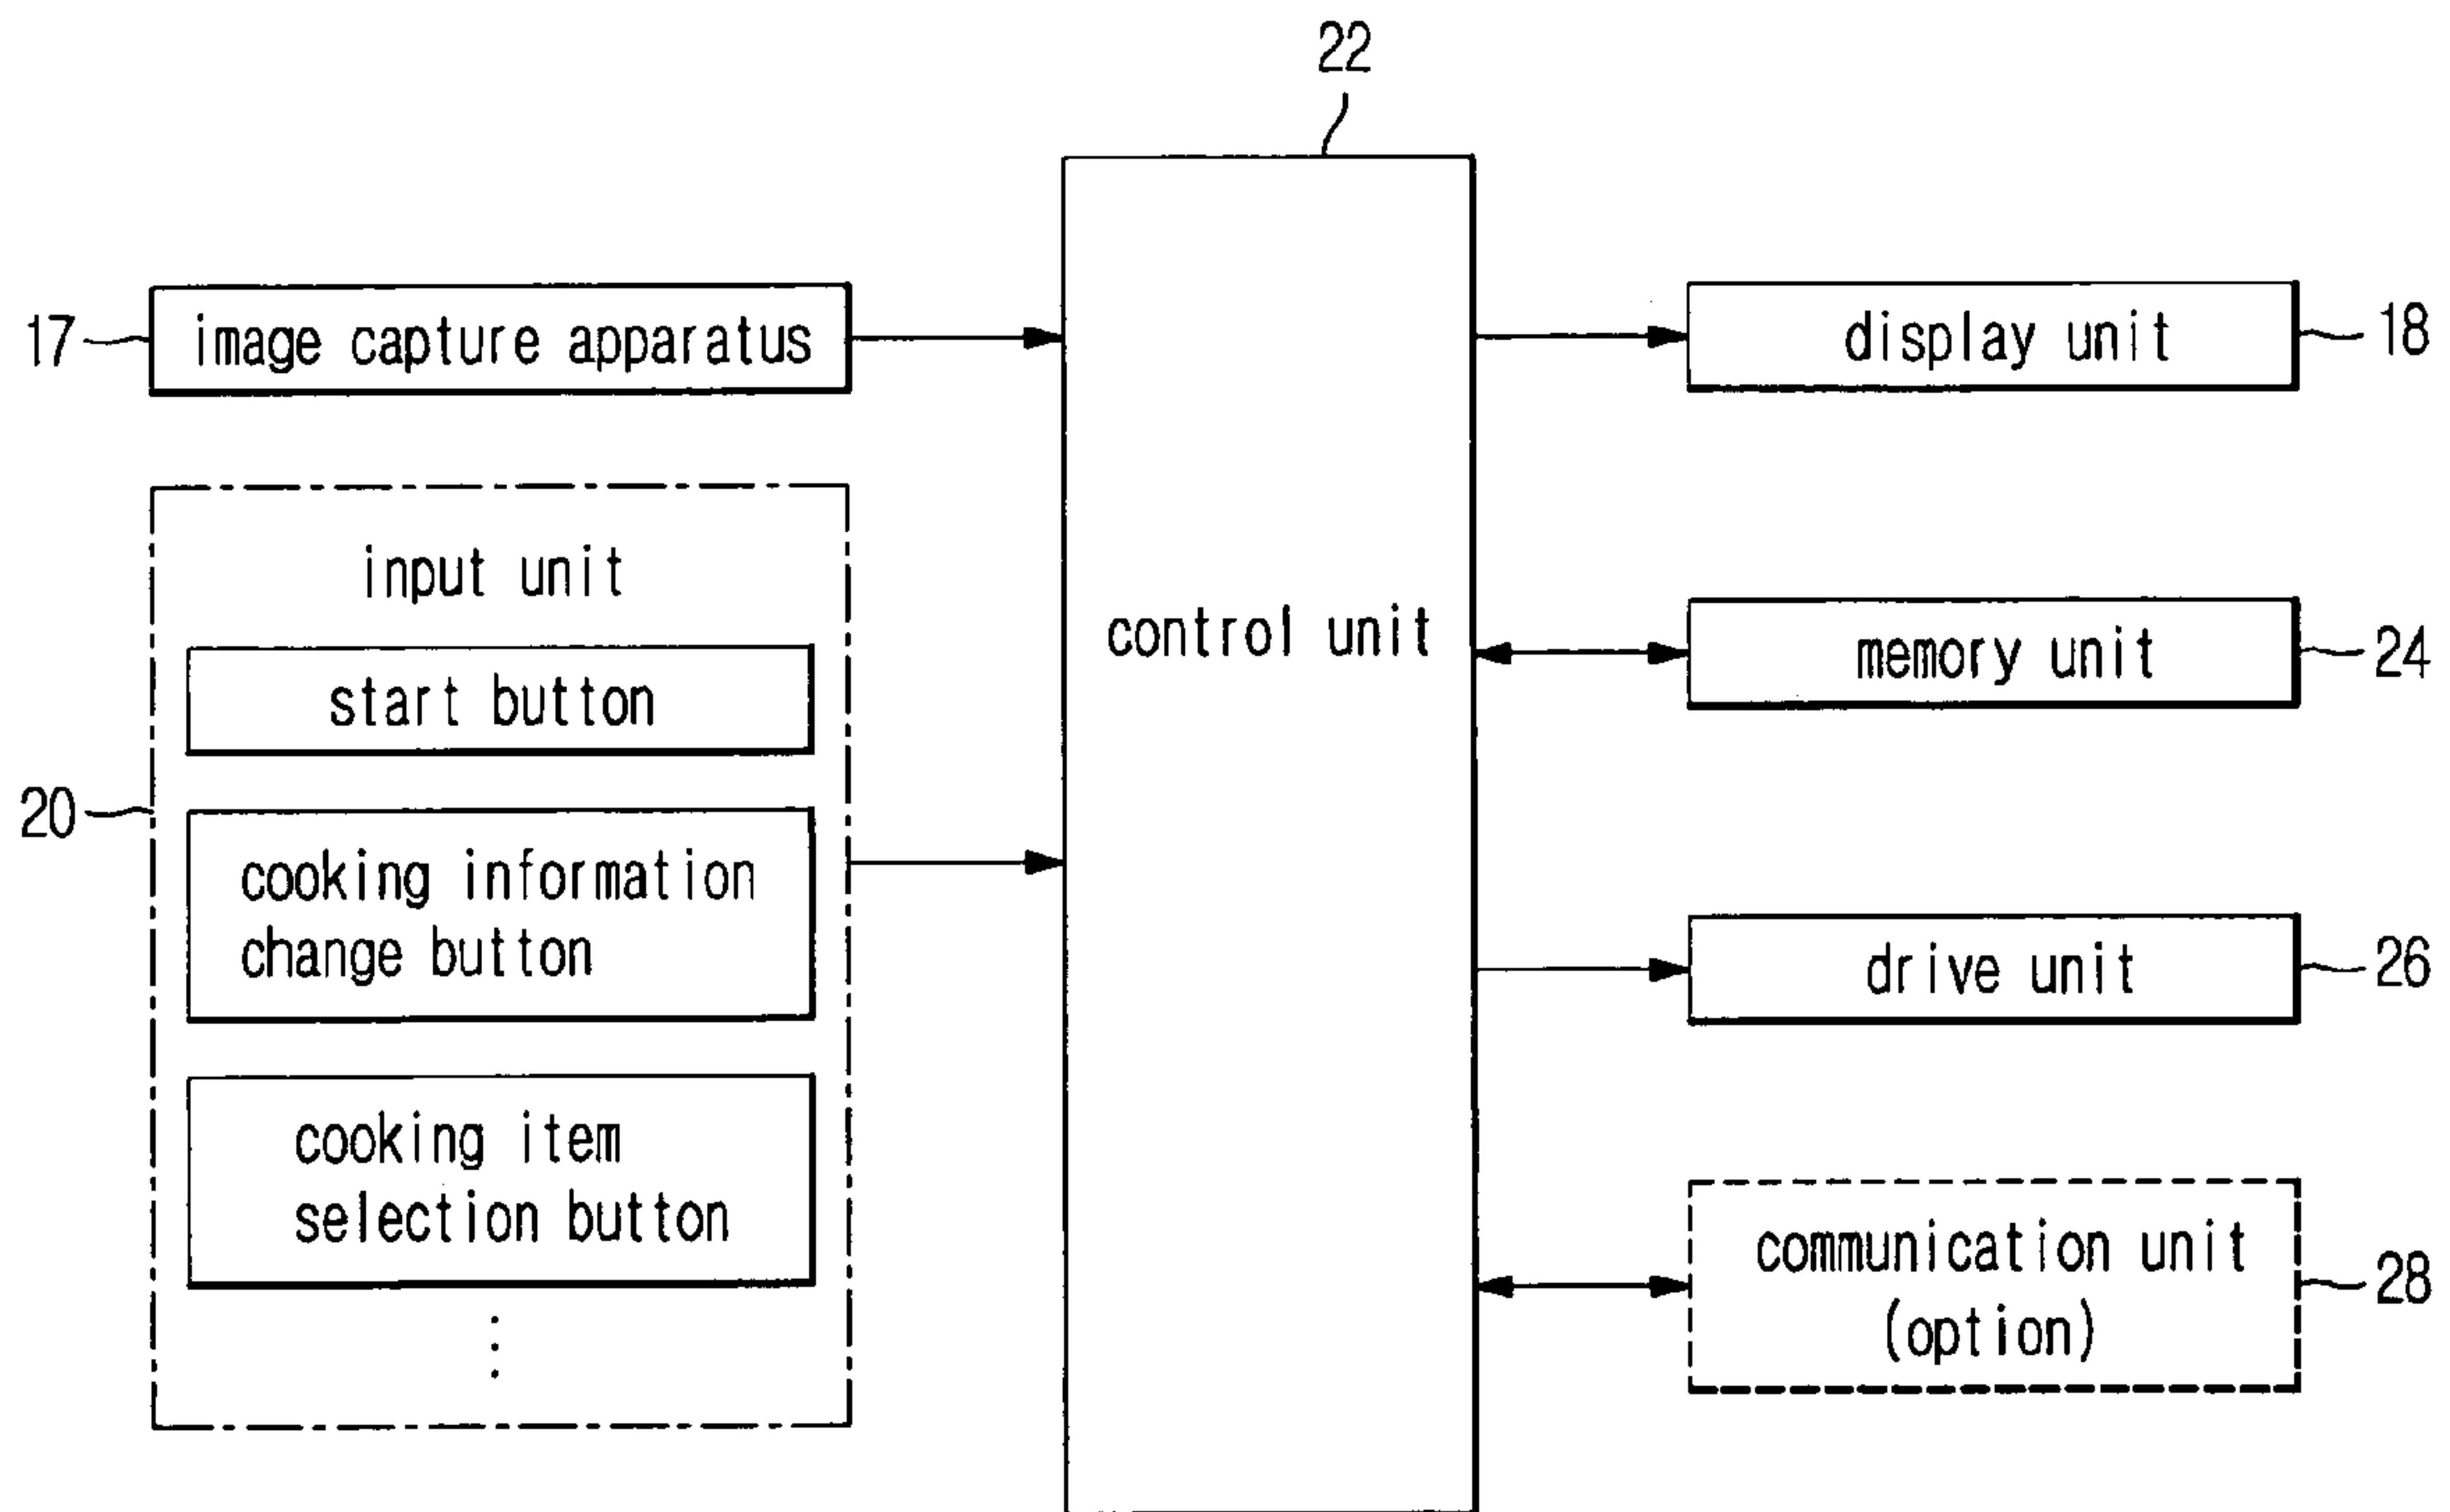 22
17
image capture apparatus
input unit
start button
20
cooking information
change button
cooking item
selection button
control unit
display unit
18
memory unit
24
drive unit
26
communication unit
(option)
28